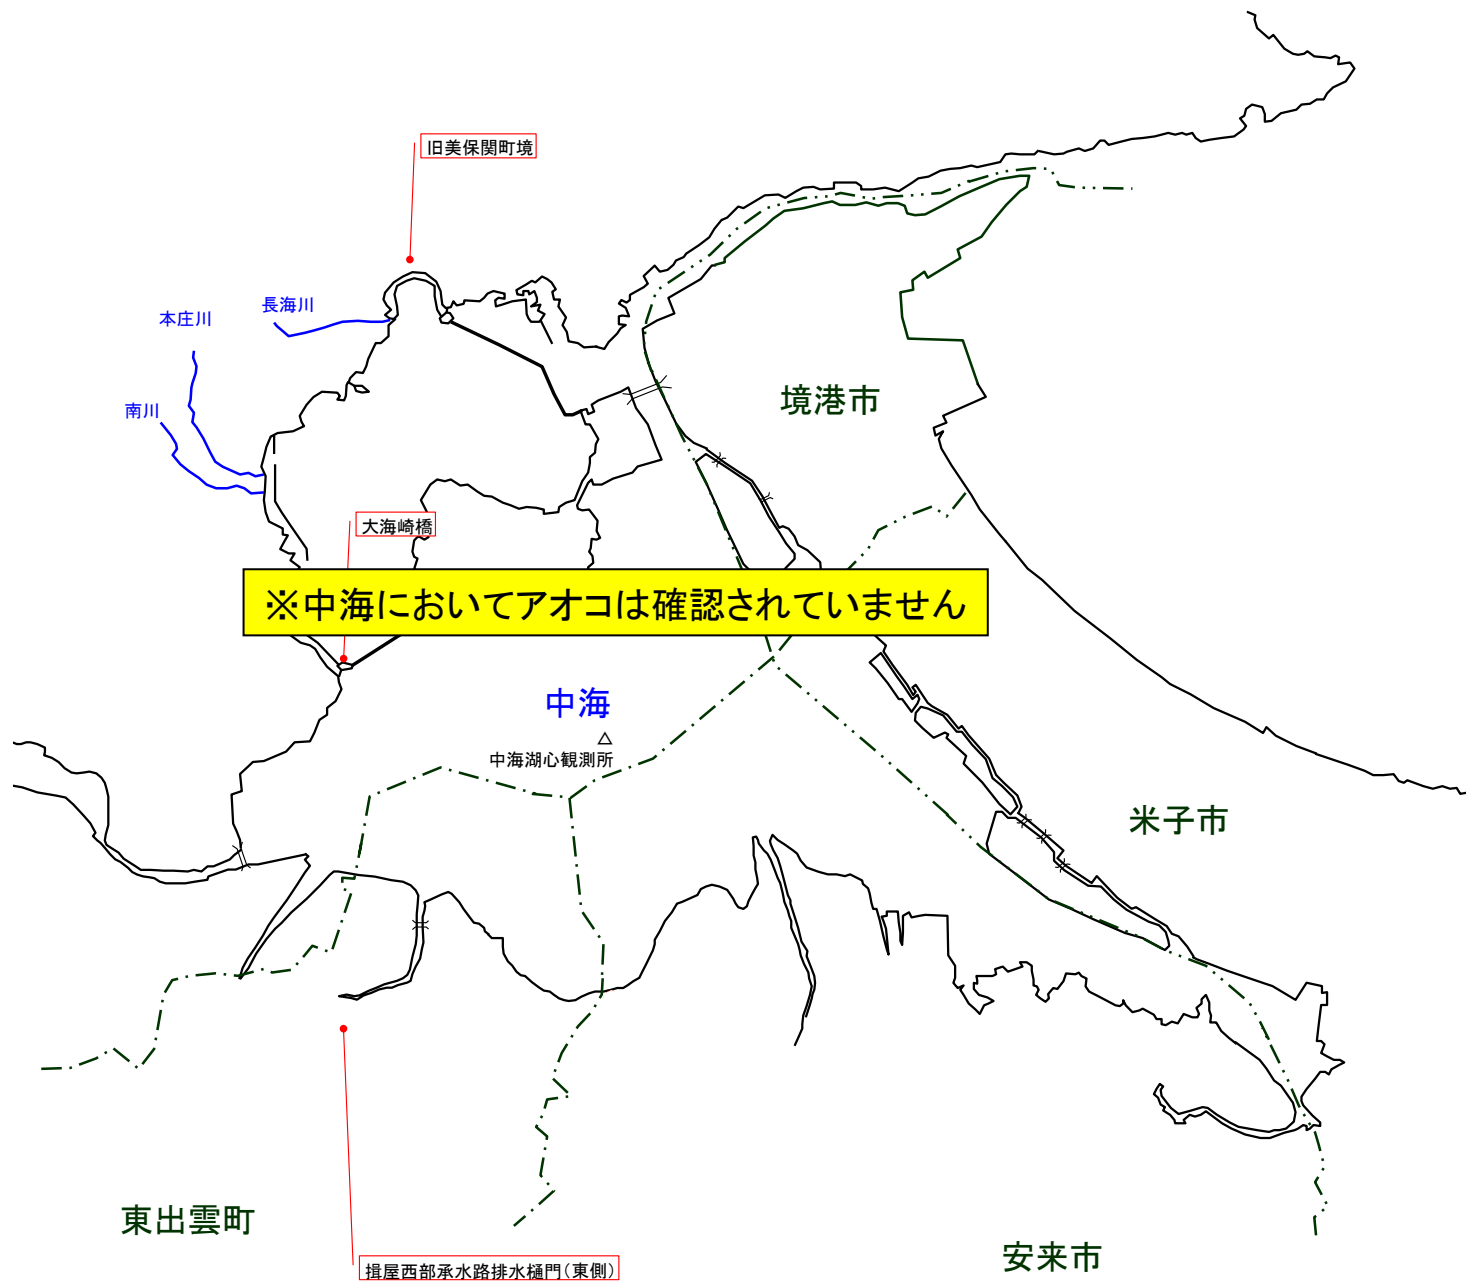 旧美保関町境
長海川
本庄川
南川
境港市
大海崎橋
※中海においてアオコは確認されていません
中海
中海湖心観測所
米子市
東出雲町
安来市
揖屋西部承水路排水樋門(東側)